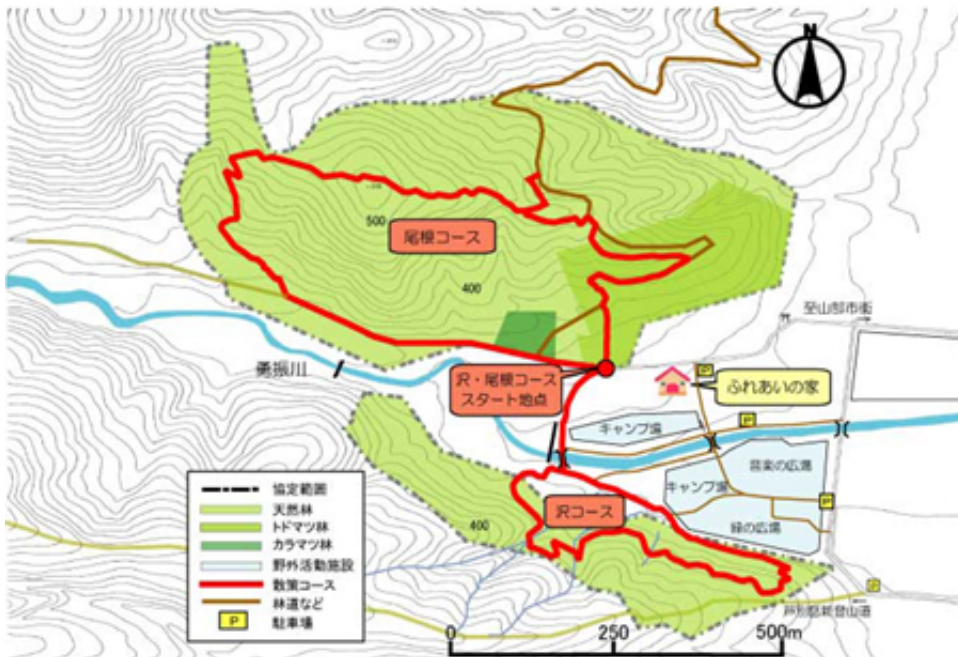 N
500
尾根コース
400
至山部市街
勇振川
沢・尾根コース
スタート地点
P
ふれあいの家
キャンプ場
P
音楽の広場
キャンプ場
P
緑の広場
沢コース
400
協定範囲
天然林
トドマツ林
カラマツ林
野外活動施設
散策コース
林道など
P
駐車場
P
芦別岳新登山道
0
250
500m